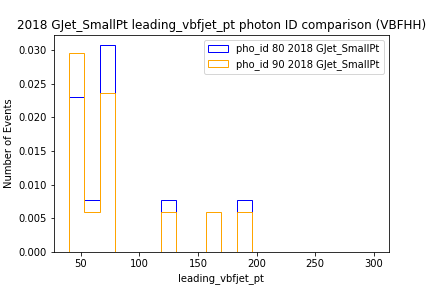 2018 GJet_SmallPt leading_vbfjet_pt photon ID comparison (VBFHH)
pho_id 80 2018 GJet_SmallPt
pho_id 90 2018 GJet_SmallPt
Number of Events
0.030
0.025
0.020
0.015
0.010
0.005
0.000
50 100 150 200 250 300
leading_vbfjet_pt